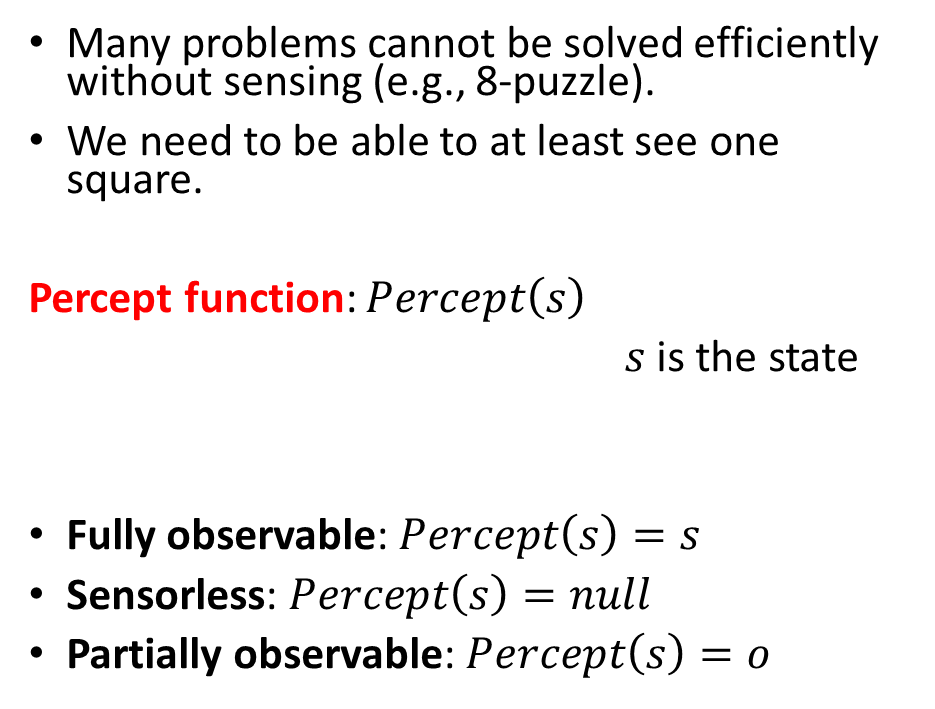 • Many problems cannot be solved efficiently
without sensing (e.g., 8-puzzle).
• We need to be able to at least see one
square.
Percept function: Percept(s)
s is the state
• Fully observable: Percept(s) = s
• Sensorless: Percept(s) = null
• Partially observable: Percept(s) = o